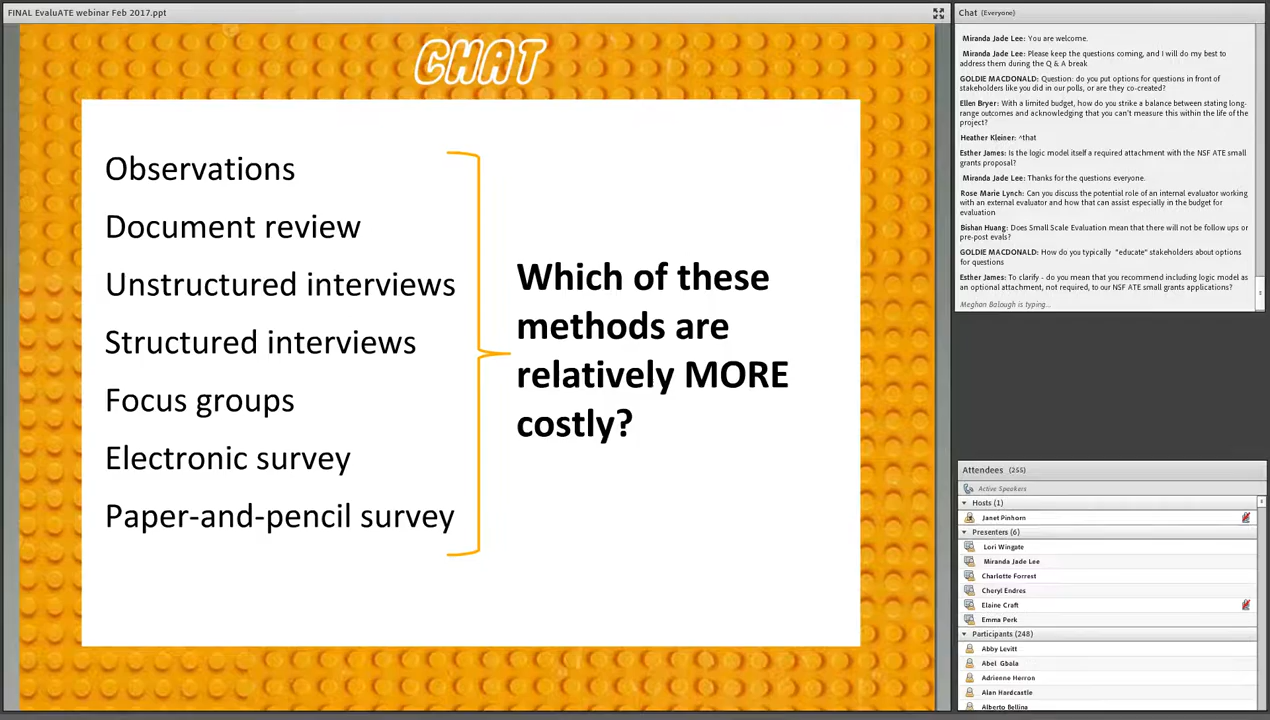 FINAL EvaluATE webinar Feb 2017.ppt
CHAT
Observations
Document review
Unstructured interviews
Structured interviews
Focus groups
Electronic survey
Paper-and-pencil survey
Which of these
methods are
relatively MORE
costly?
Chat (Everyone)
Miranda Jade Lee: You are welcome.
Miranda Jade Lee: Please keep the questions coming, and I will do my best to
address them during the Q & A break
GOLDIE MACDONALD: Question: do you put options for questions in front of
stakeholders like you did in our polls, or are they co-created?
Ellen Bryer: With a limited budget, how do you strike a balance between stating long-
range outcomes and acknowledging that you can't measure this within the life of the
project?
Heather Kleiner: ^that
Esther James: Is the logic model itself a required attachment with the NSF ATE small
grants proposal?
Miranda Jade Lee: Thanks for the questions everyone.
Rose Marie Lynch: Can you discuss the potential role of an internal evaluator working
with an external evaluator and how that can assist especially in the budget for
evaluation
Bishan Huang: Does Small Scale Evaluation mean that there will not be follow ups or
pre-post evals?
GOLDIE MACDONALD: How do you typically "educate" stakeholders about options
for questions
Esther James: To clarify - do you mean that you recommend including logic model as
an optional attachment, not required, to our NSF ATE small grants applications?
Meghan Balough is typing...
Attendees (255)
Active Speakers
Hosts (1)
Janet Pinhorn
Presenters (6)
Lori Wingate
Miranda Jade Lee
Charlotte Forrest
Cheryl Endres
Elaine Craft
Emma Perk
Participants (248)
Abby Levitt
Abel Gbala
Adrienne Herron
Alan Hardcastle
Alberto Bellina